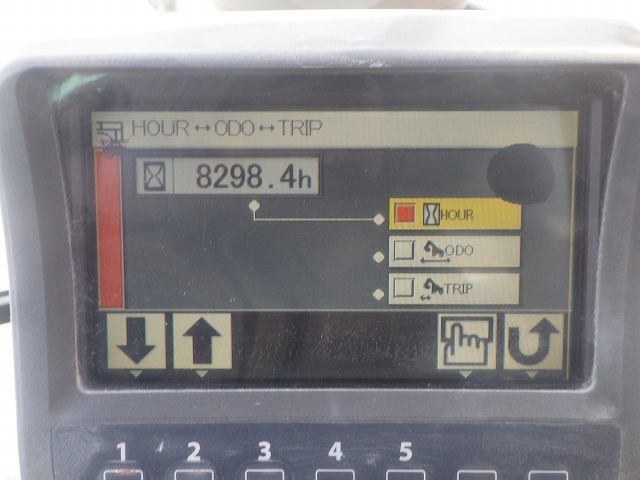 HOUR↔ODO↔TRIP
8298.4h
HOUR
ODO
TRIP
1 2 3 4 5